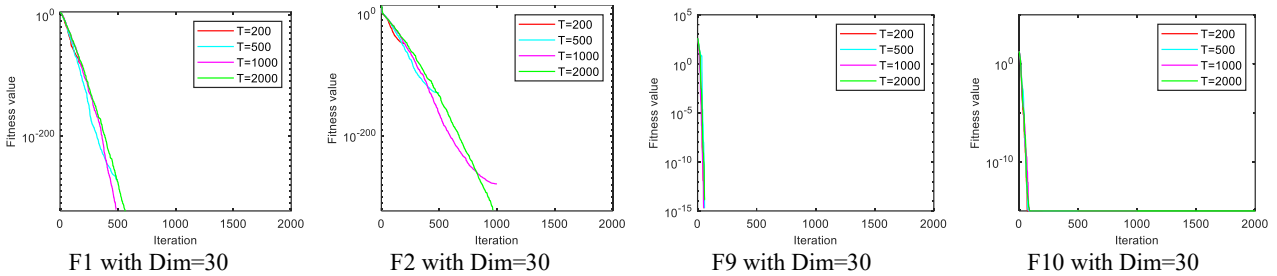 Fitness value
10^0
10^-200
T=200
T=500
T=1000
T=2000
0 500 1000 1500 2000
Iteration
F1 with Dim=30
Fitness value
10^0
10^-200
T=200
T=500
T=1000
T=2000
0 500 1000 1500 2000
Iteration
F2 with Dim=30
Fitness value
10^5
10^0
10^-5
10^-10
10^-15
T=200
T=500
T=1000
T=2000
0 500 1000 1500 2000
Iteration
F9 with Dim=30
Fitness value
10^0
10^-10
T=200
T=500
T=1000
T=2000
0 500 1000 1500 2000
Iteration
F10 with Dim=30